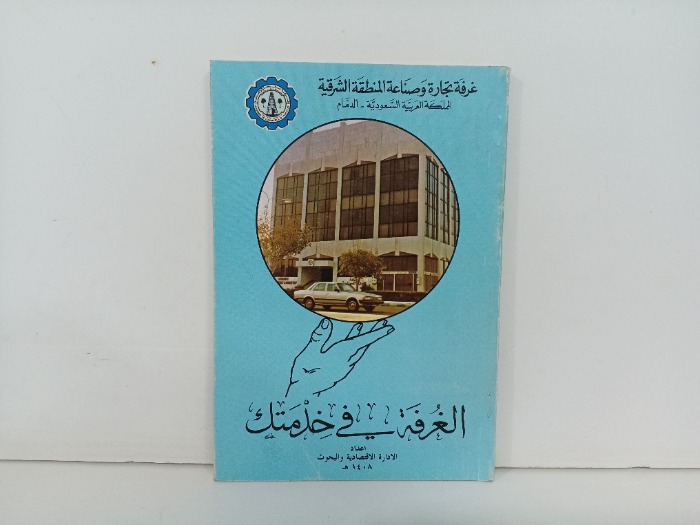 غرفة تجارة وصناعة المنطقة الشرقية
المملكة العربية السعودية - الدمام
الغرفة في خدمتك
اعداد
الادارة الاقتصادية والبحوث
١٤٠٨ هـ